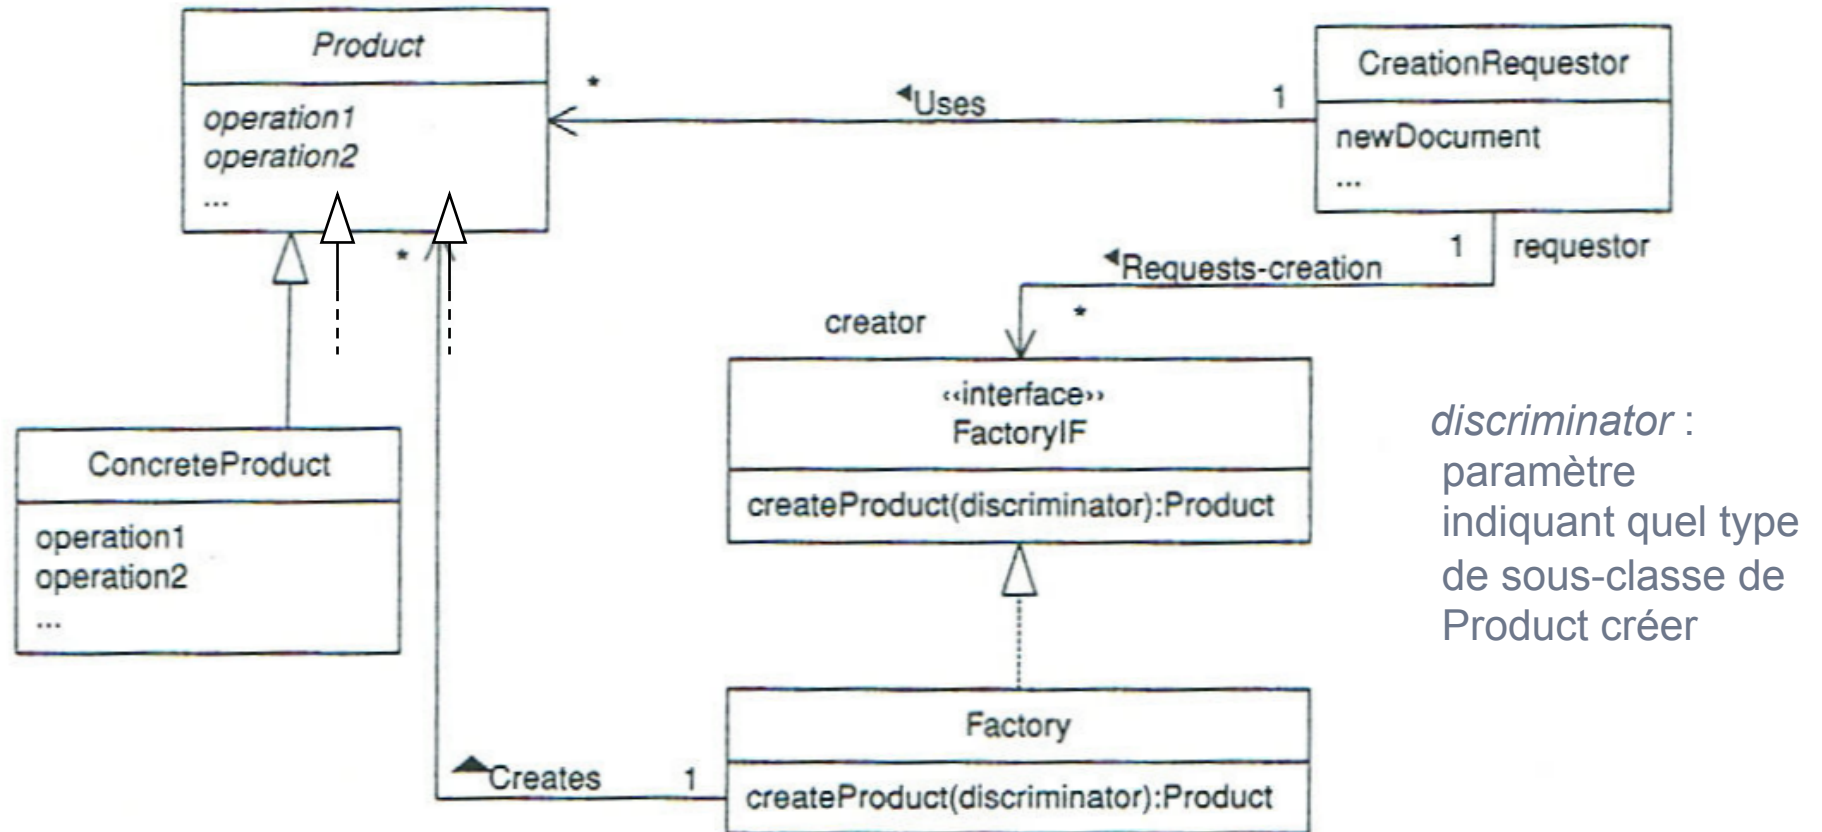 Product
operation1
operation2
...
*
Uses
1
CreationRequestor
newDocument
...
*
Requests-creation
1
requestor
creator
*
«interface»
FactoryIF
createProduct(discriminator):Product
ConcreteProduct
operation1
operation2
...
discriminator :
paramètre
indiquant quel type
de sous-classe de
Product créer
Factory
createProduct(discriminator):Product
Creates
1